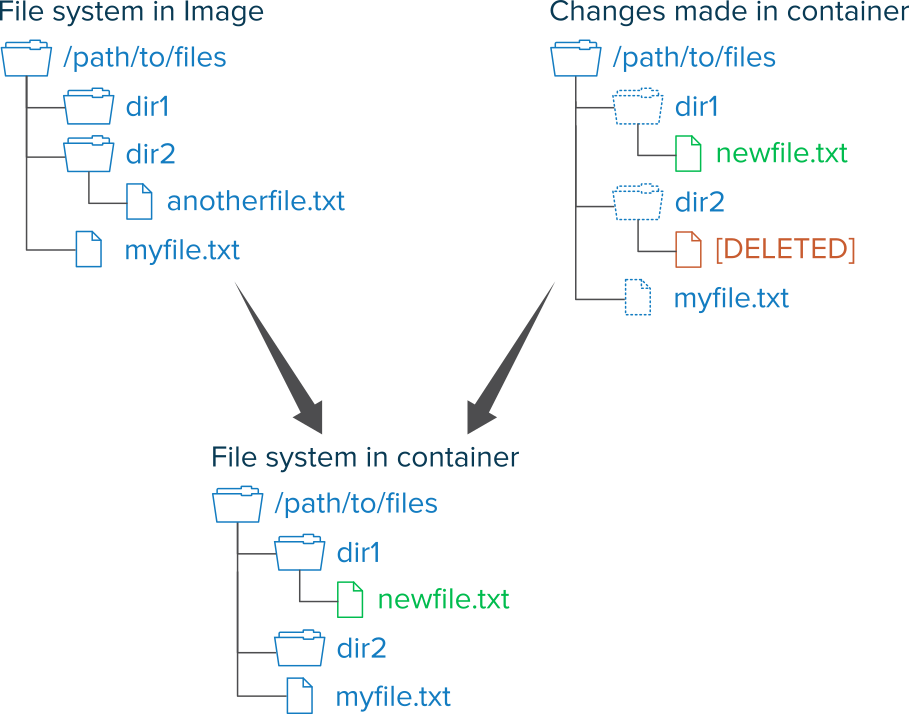 File system in Image
/path/to/files
dir1
dir2
anotherfile.txt
myfile.txt
Changes made in container
/path/to/files
dir1
newfile.txt
dir2
[DELETED]
myfile.txt
File system in container
/path/to/files
dir1
newfile.txt
dir2
myfile.txt